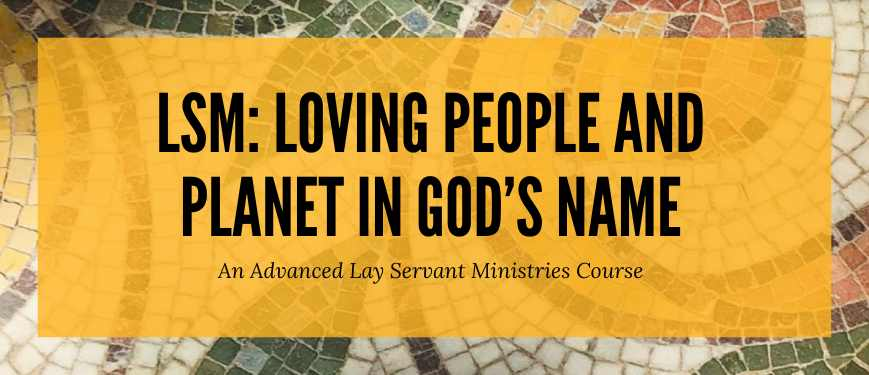 LSM: LOVING PEOPLE AND
PLANET IN GOD’S NAME
An Advanced Lay Servant Ministries Course